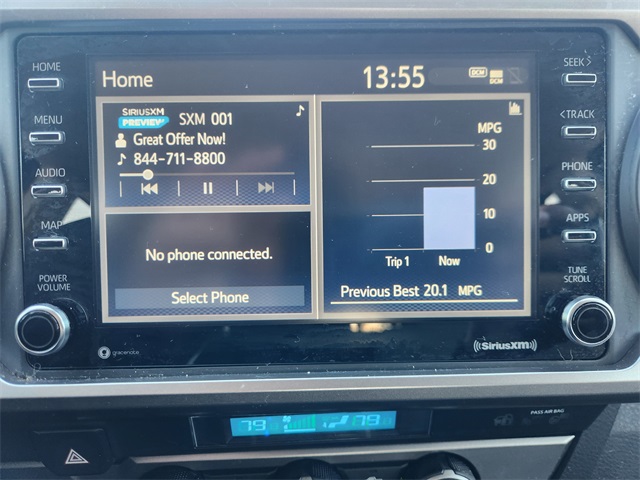 HOME
MENU
AUDIO
MAP
POWER
VOLUME
Home
13:55
DCM
DCM
SIRIUSXM
PREVIEW
SXM 001
Great Offer Now!
844-711-8800
No phone connected.
Select Phone
MPG
30
20
10
0
Trip 1 Now
Previous Best 20.1 MPG
SEEK>
<TRACK
PHONE
APPS
TUNE
SCROLL
gracenote
((SiriusXM))
PASS AIR BAG